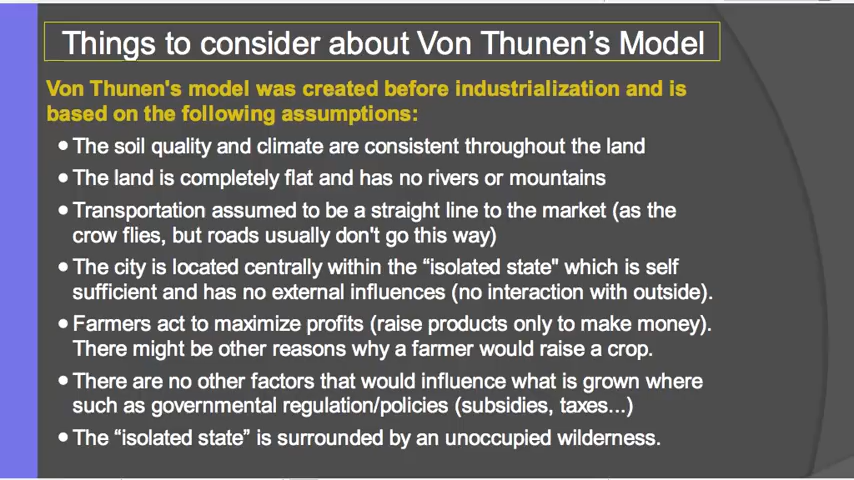 Things to consider about Von Thunen's Model
Von Thunen's model was created before industrialization and is
based on the following assumptions:
● The soil quality and climate are consistent throughout the land
● The land is completely flat and has no rivers or mountains
● Transportation assumed to be a straight line to the market (as the
crow flies, but roads usually don't go this way)
● The city is located centrally within the “isolated state" which is self
sufficient and has no external influences (no interaction with outside).
● Farmers act to maximize profits (raise products only to make money).
There might be other reasons why a farmer would raise a crop.
● There are no other factors that would influence what is grown where
such as governmental regulation/policies (subsidies, taxes...)
● The “isolated state” is surrounded by an unoccupied wilderness.